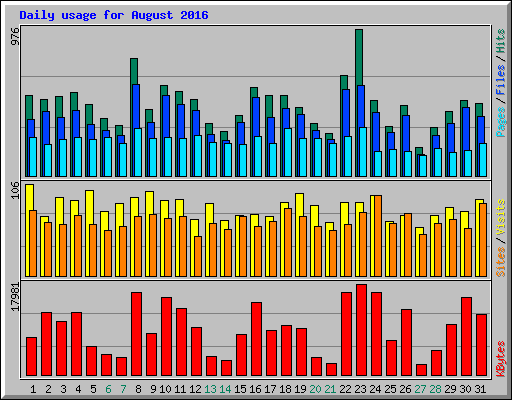 Daily usage for August 2016
976
Pages / Files / Hits
106
Sites / Visits
17981
KBytes
1 2 3 4 5 6 7 8 9 10 11 12 13 14 15 16 17 18 19 20 21 22 23 24 25 26 27 28 29 30 31